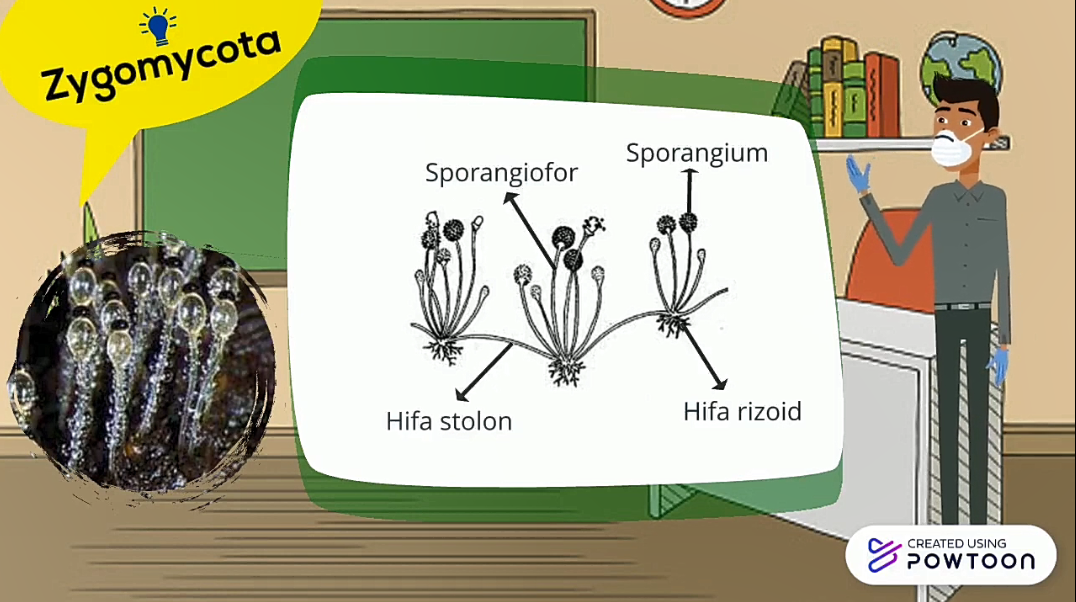 Zygomycota
Sporangiofor
Sporangium
Hifa stolon
Hifa rizoid
CREATED USING
POWTOON